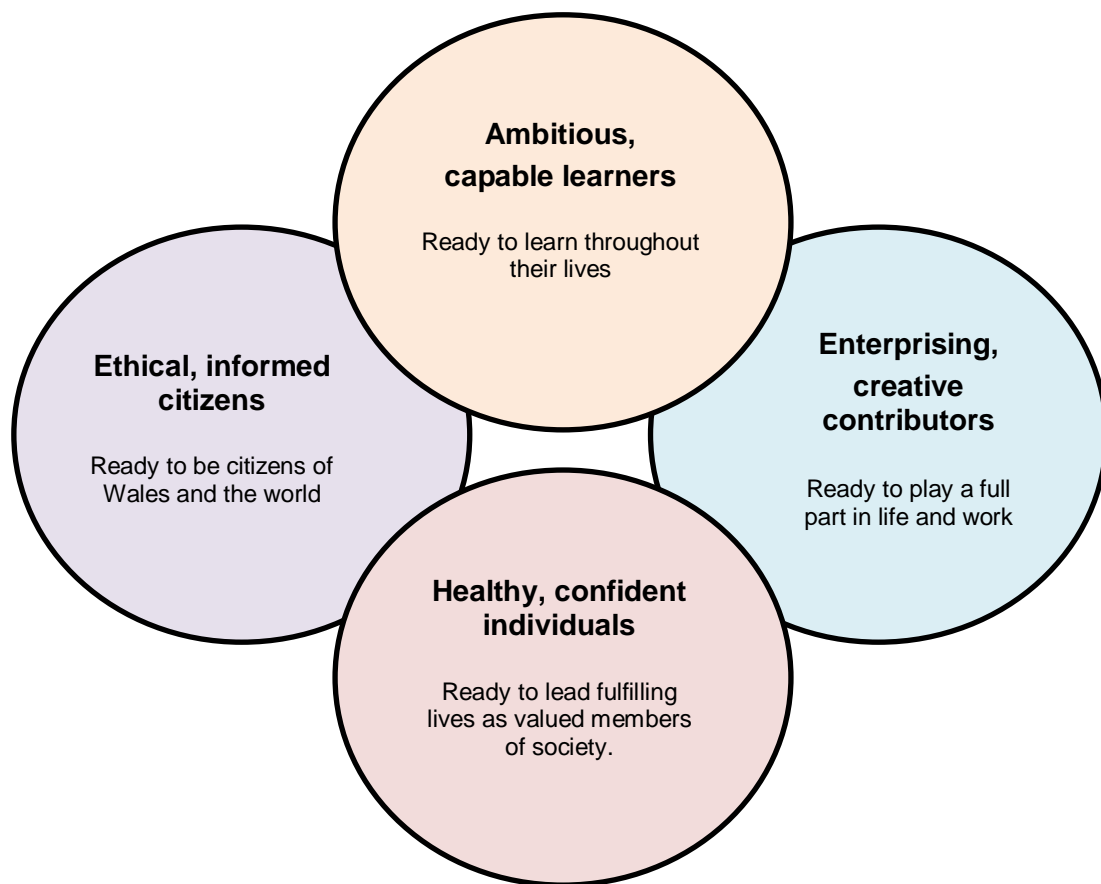 Ambitious,
capable learners
Ready to learn throughout
their lives
Ethical, informed
citizens
Ready to be citizens of
Wales and the world
Enterprising,
creative
contributors
Ready to play a full
part in life and work
Healthy, confident
individuals
Ready to lead fulfilling
lives as valued members
of society.